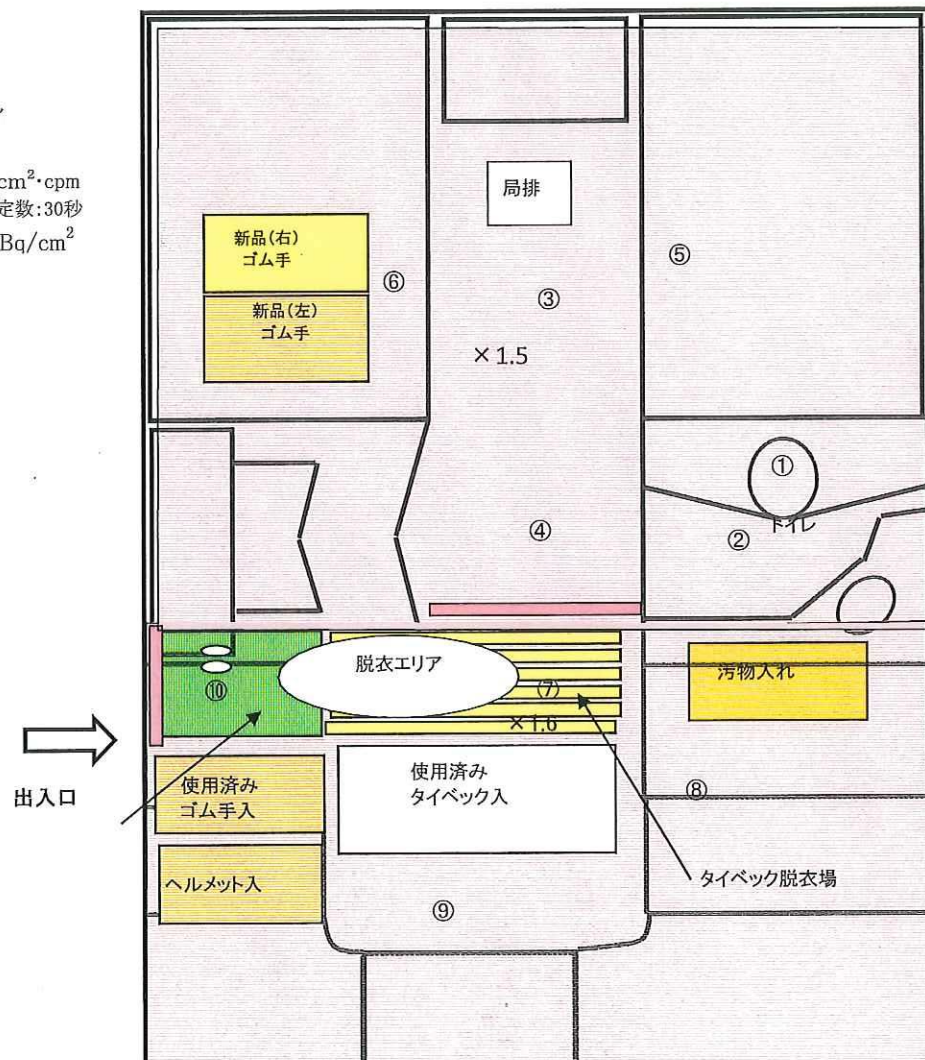 cm²·cpm
定数:30秒
Bq/cm²
局排
新品(右)
ゴム手
新品(左)
ゴム手
⑥
③
⑤
×1.5
①
トイレ
④
②
脱衣エリア
汚物入れ
⑩
⑦
×1.6
出入口
使用済み
ゴム手入
使用済み
タイベック入
⑧
ヘルメット入
タイベック脱衣場
⑨